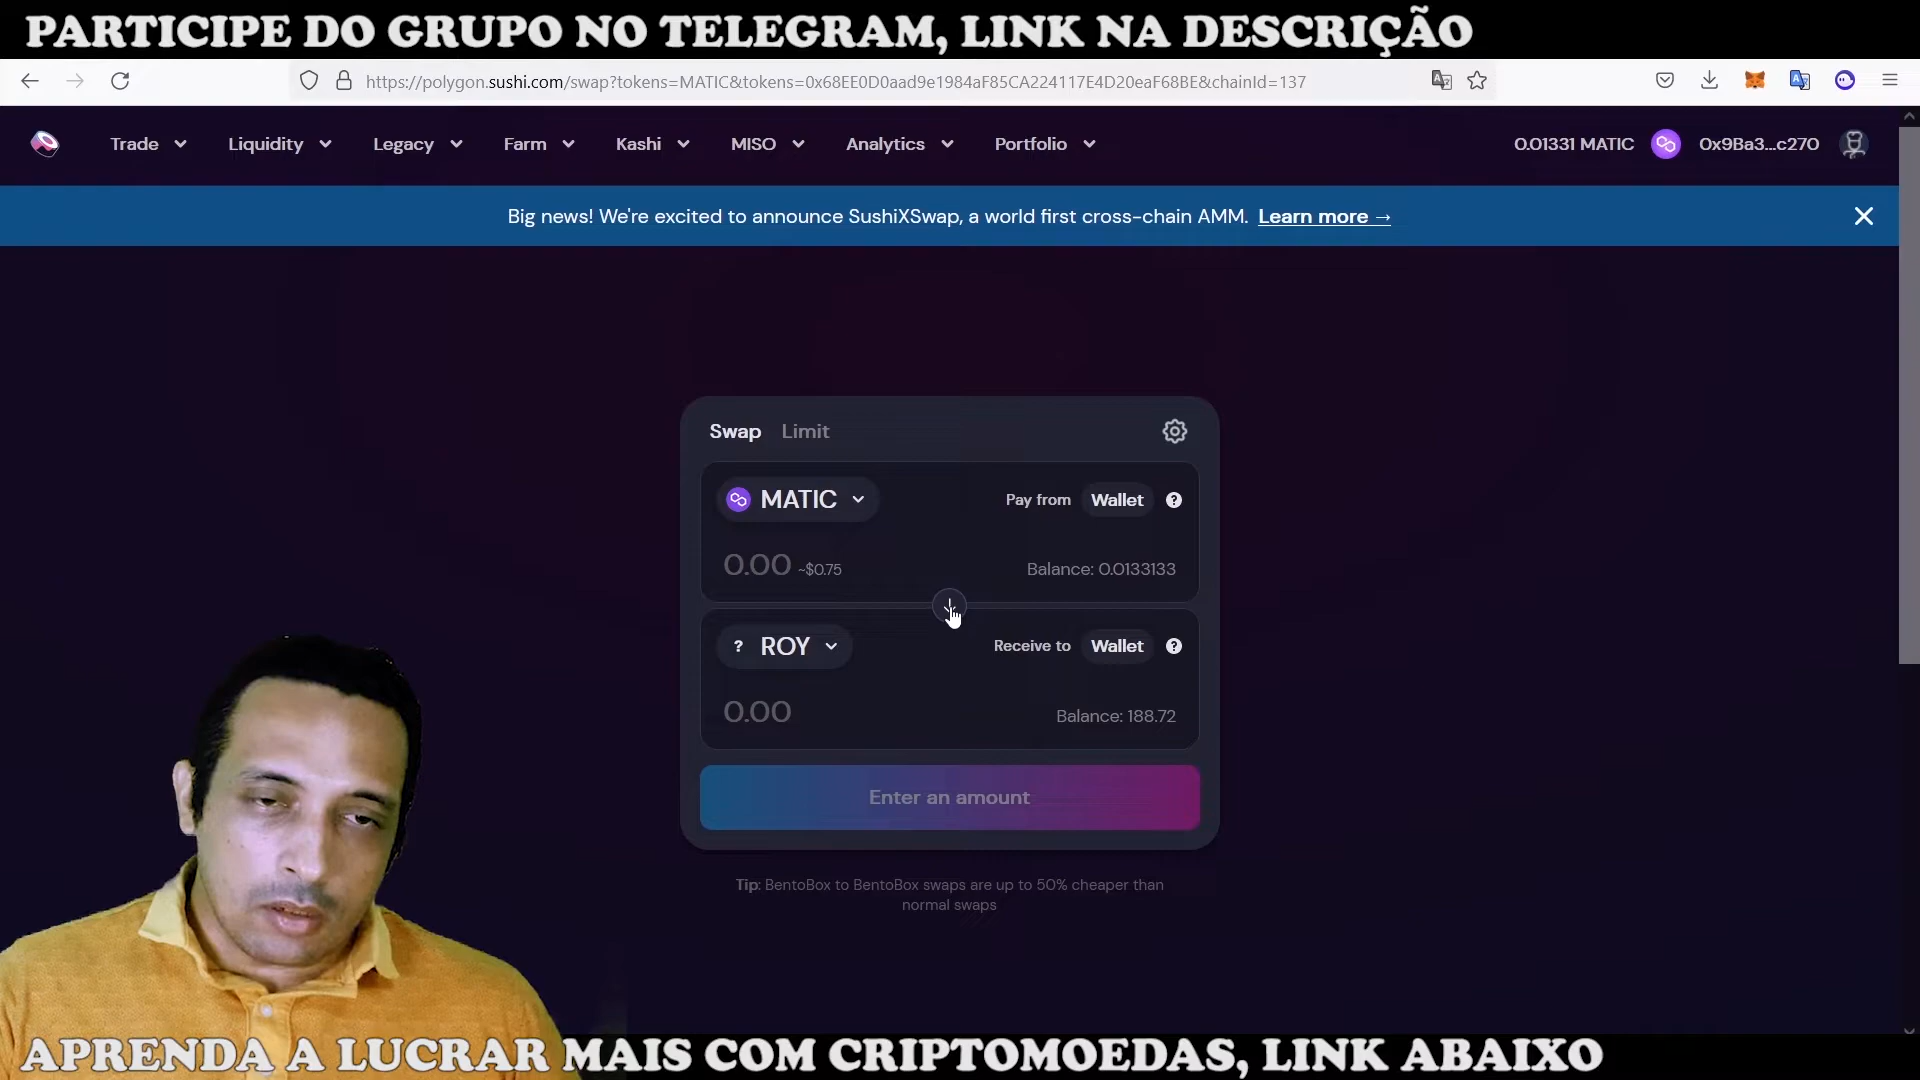 PARTICIPE DO GRUPO NO TELEGRAM, LINK NA DESCRIÇÃO
https://polygon.sushi.com/swap?tokens=MATIC&tokens=0x68EE0D0aad9e1984aF85CA224117E4D20eaF68BE&chainId=137
Trade Liquidity Legacy Farm Kashi MISO Analytics Portfolio 0.01331 MATIC 0x9Ba3...c270
Big news! We're excited to announce SushiXSwap, a world first cross-chain AMM. Learn more →
Swap Limit
MATIC Pay from Wallet ?
0.00 ~$0.75 Balance: 0.0133133
? ROY Receive to Wallet ?
0.00 Balance: 188.72
Enter an amount
Tip: BentoBox to BentoBox swaps are up to 50% cheaper than
normal swaps
APRENDA A LUCRAR MAIS COM CRIPTOMOEDAS, LINK ABAIXO